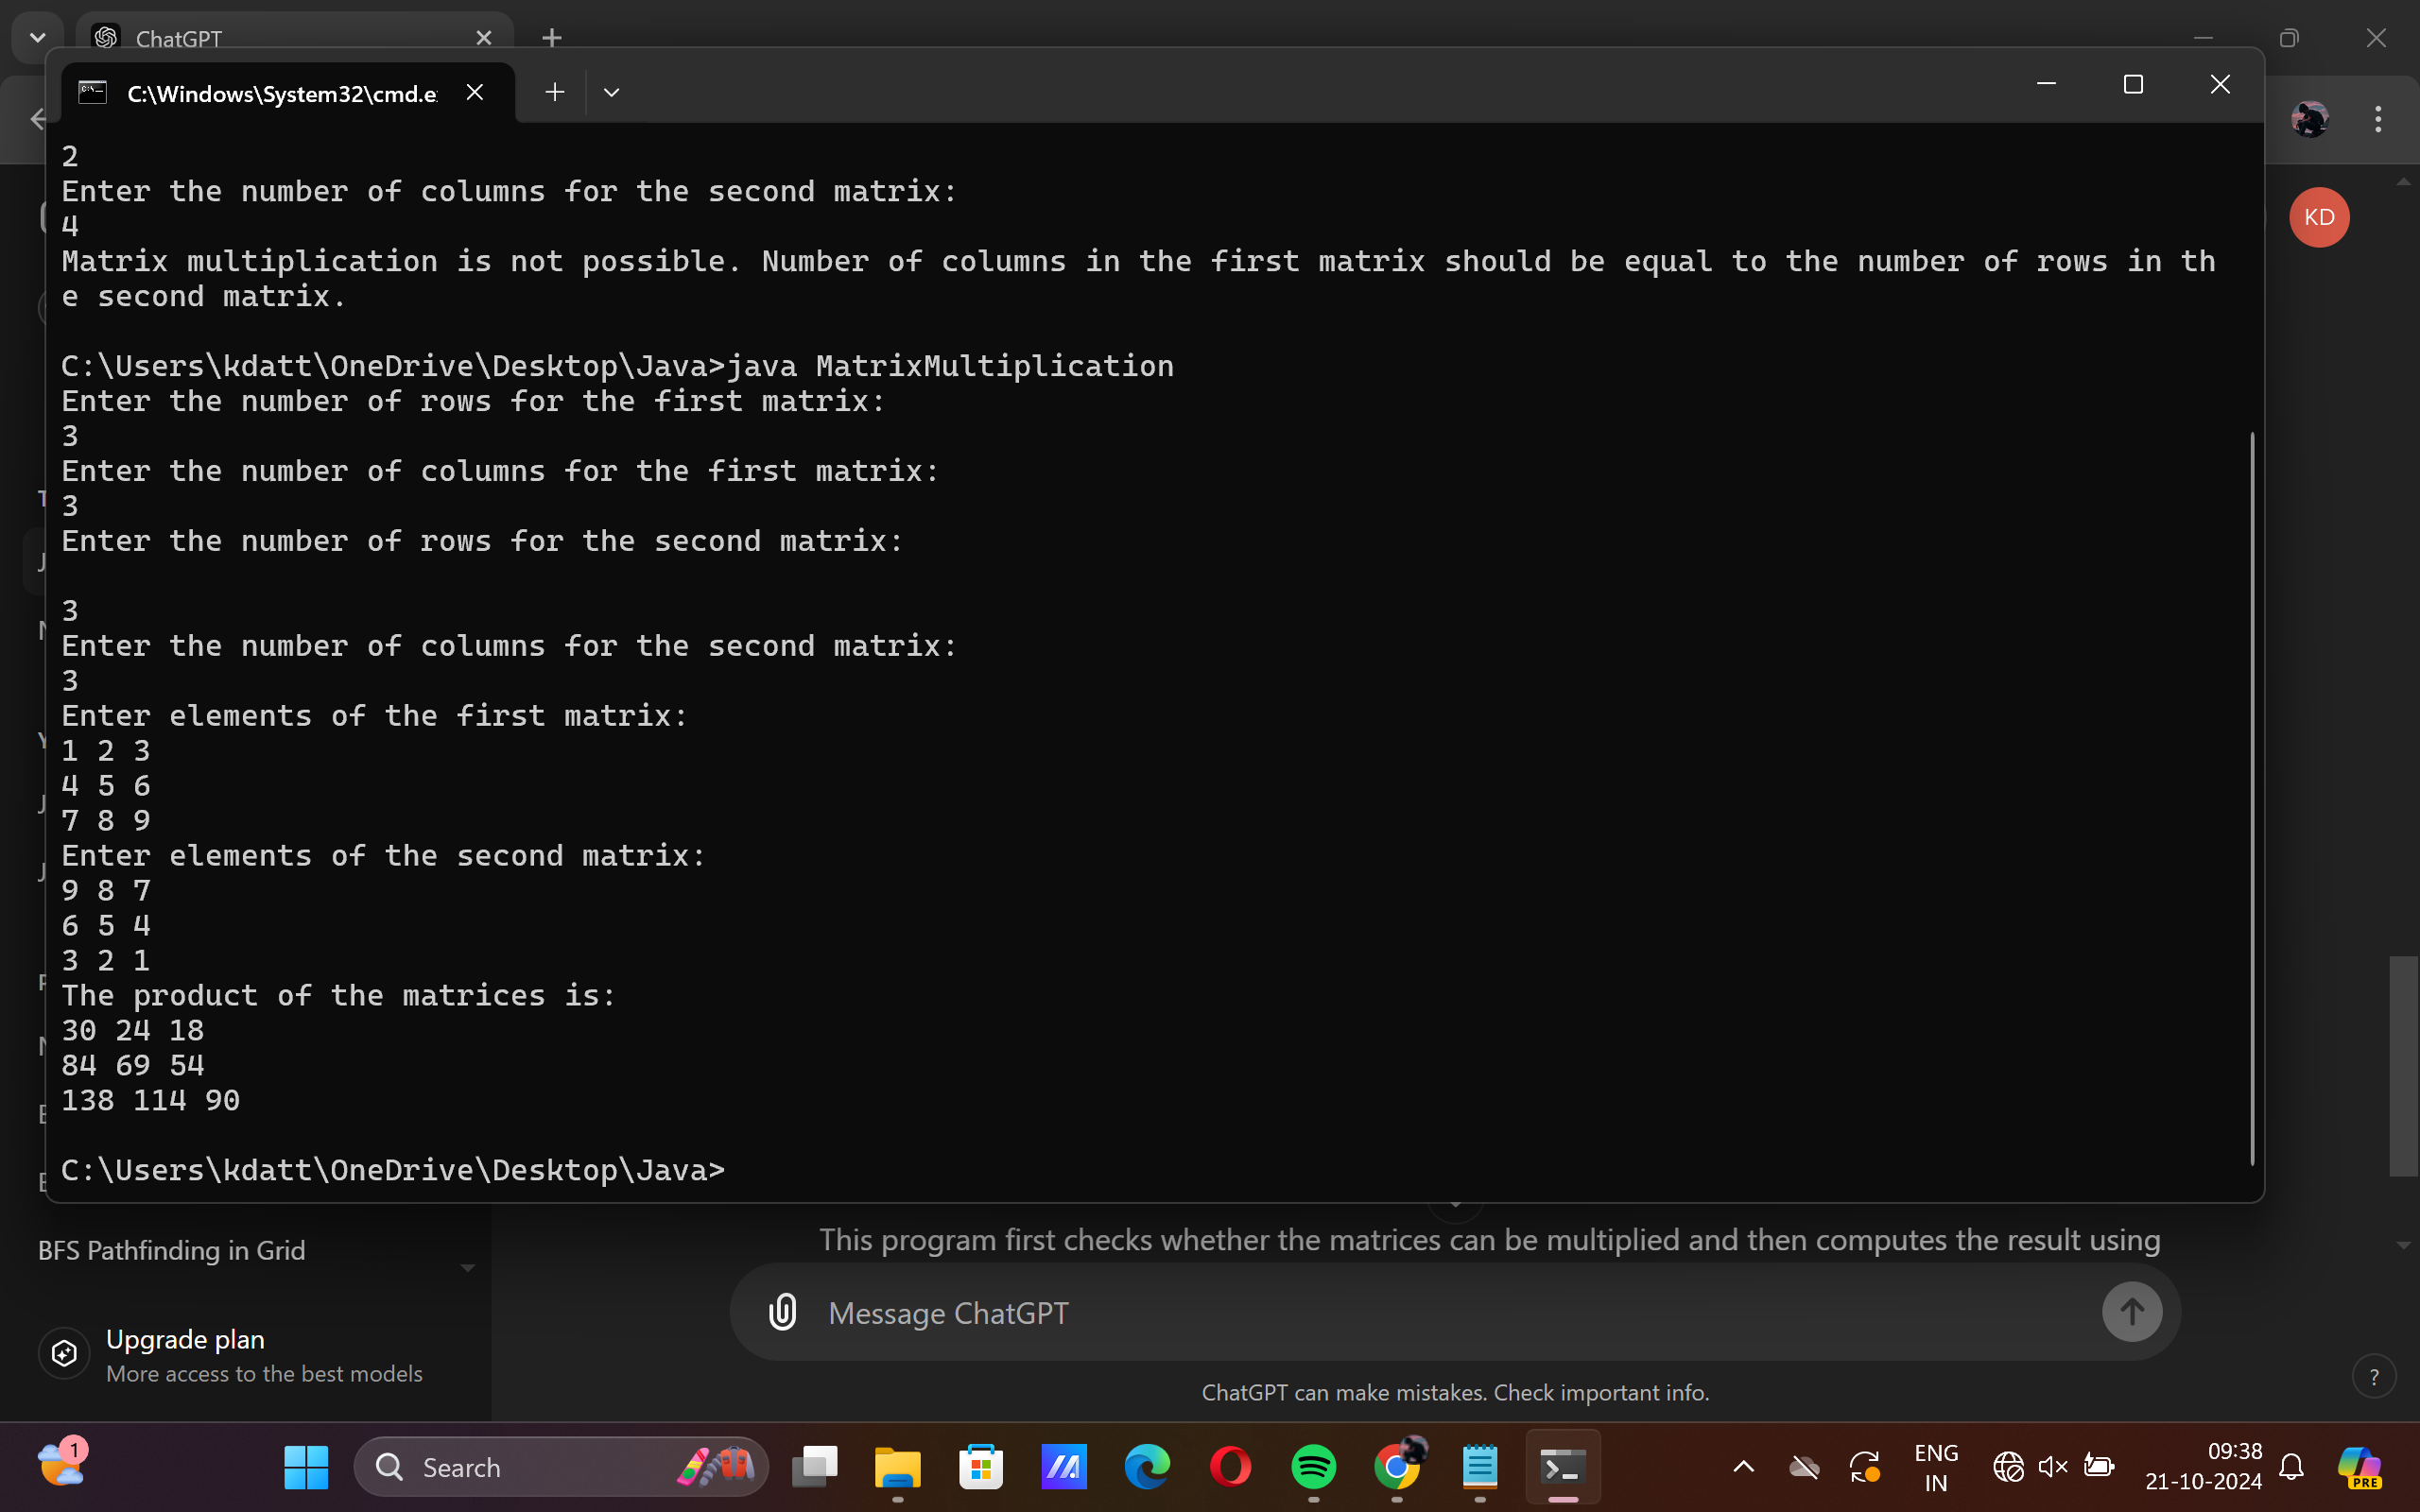 ChatGPT
C:\Windows\System32\cmd.e
2
Enter the number of columns for the second matrix:
4
Matrix multiplication is not possible. Number of columns in the first matrix should be equal to the number of rows in th
e second matrix.
C:\Users\kdatt\OneDrive\Desktop\Java>java MatrixMultiplication
Enter the number of rows for the first matrix:
3
Enter the number of columns for the first matrix:
3
Enter the number of rows for the second matrix:
3
Enter the number of columns for the second matrix:
3
Enter elements of the first matrix:
1 2 3
4 5 6
7 8 9
Enter elements of the second matrix:
9 8 7
6 5 4
3 2 1
The product of the matrices is:
30 24 18
84 69 54
138 114 90
C:\Users\kdatt\OneDrive\Desktop\Java>
KD
BFS Pathfinding in Grid
This program first checks whether the matrices can be multiplied and then computes the result using
Upgrade plan
More access to the best models
Message ChatGPT
ChatGPT can make mistakes. Check important info.
?
1
Search
ENG
IN
09:38
21-10-2024
PRE